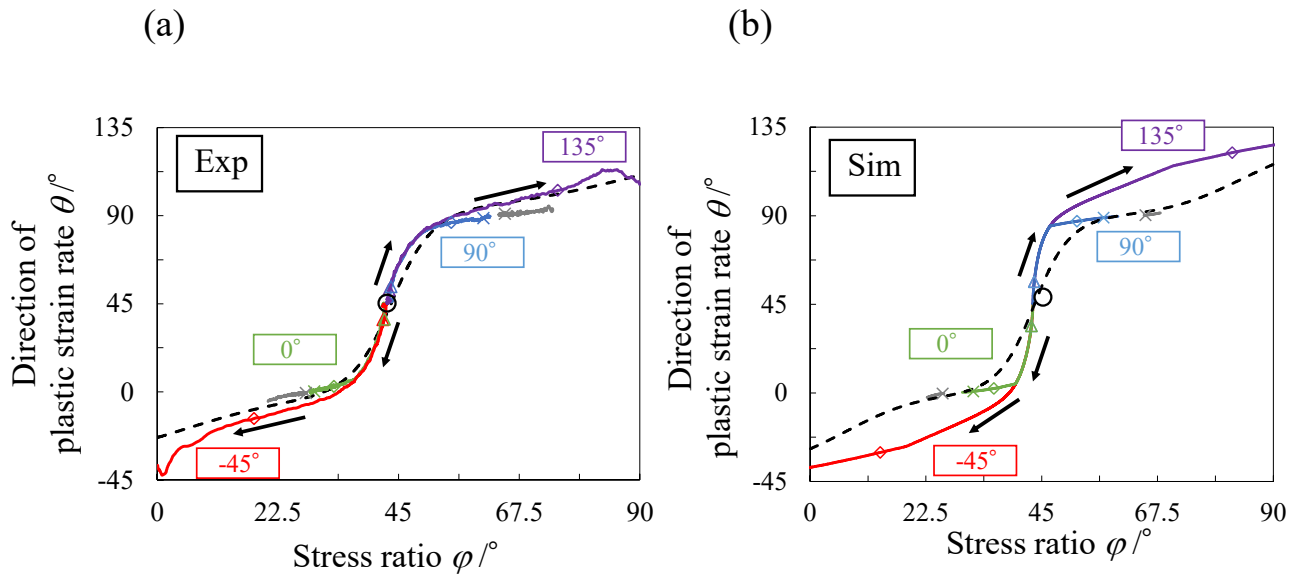 (a)
Exp
135
90
45
0
-45
0
22.5
45
67.5
90
135°
90°
0°
-45°
Direction of
plastic strain rate θ/°
Stress ratio φ/°
(b)
Sim
135
90
45
0
-45
0
22.5
45
67.5
90
135°
90°
0°
-45°
Direction of
plastic strain rate θ/°
Stress ratio φ/°